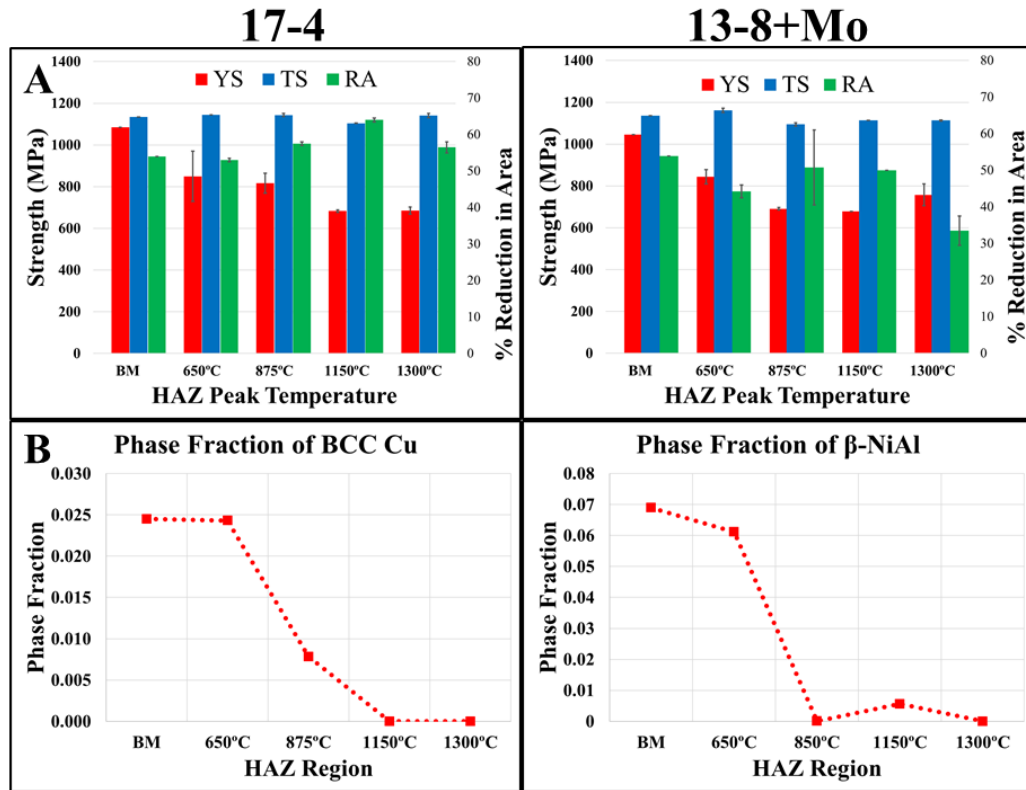 17-4
13-8+Mo
A
YS TS RA
1400
1200
1000
800
600
400
200
0
Strength (MPa)
80
70
60
50
40
30
20
10
0
% Reduction in Area
BM 650ºC 875ºC 1150ºC 1300ºC
HAZ Peak Temperature
YS TS RA
1400
1200
1000
800
600
400
200
0
Strength (MPa)
80
70
60
50
40
30
20
10
0
% Reduction in Area
BM 650ºC 875ºC 1150ºC 1300ºC
HAZ Peak Temperature
B
Phase Fraction of BCC Cu
0.030
0.025
0.020
0.015
0.010
0.005
0.000
Phase Fraction
BM 650ºC 875ºC 1150ºC 1300ºC
HAZ Region
Phase Fraction of β-NiAl
0.08
0.07
0.06
0.05
0.04
0.03
0.02
0.01
0
Phase Fraction
BM 650ºC 850ºC 1150ºC 1300ºC
HAZ Region